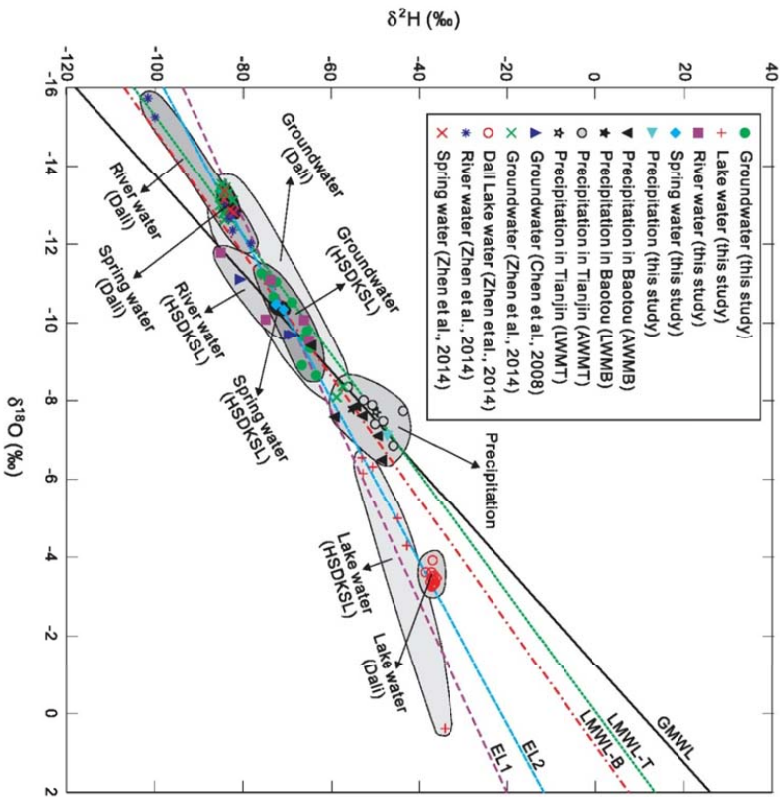 δ²H (‰)
40
20
0
-20
-40
-60
-80
-100
-120
-16
-14
-12
-10
-8
-6
-4
-2
0
2
δ¹⁸O (‰)
Groundwater (this study)
Lake water (this study)
River water (this study)
Spring water (this study)
Precipitation (this study)
Precipitation in Baotou (AWMB)
Precipitation in Baotou (LWMB)
Precipitation in Tianjin (AWMT)
Precipitation in Tianjin (LWMT)
Groundwater (Chen et al., 2008)
Groundwater (Zhen et al., 2014)
Dail Lake water (Zhen et al., 2014)
River water (Zhen et al., 2014)
Spring water (Zhen et al., 2014)
Groundwater
(Dali)
Groundwater
(HSDKSL)
Precipitation
River water
(Dali)
Spring water
(Dali)
River water
(HSDKSL)
Spring water
(HSDKSL)
Lake water
(HSDKSL)
Lake water
(Dali)
GMWL
LMWL-T
LMWL-B
EL2
EL1